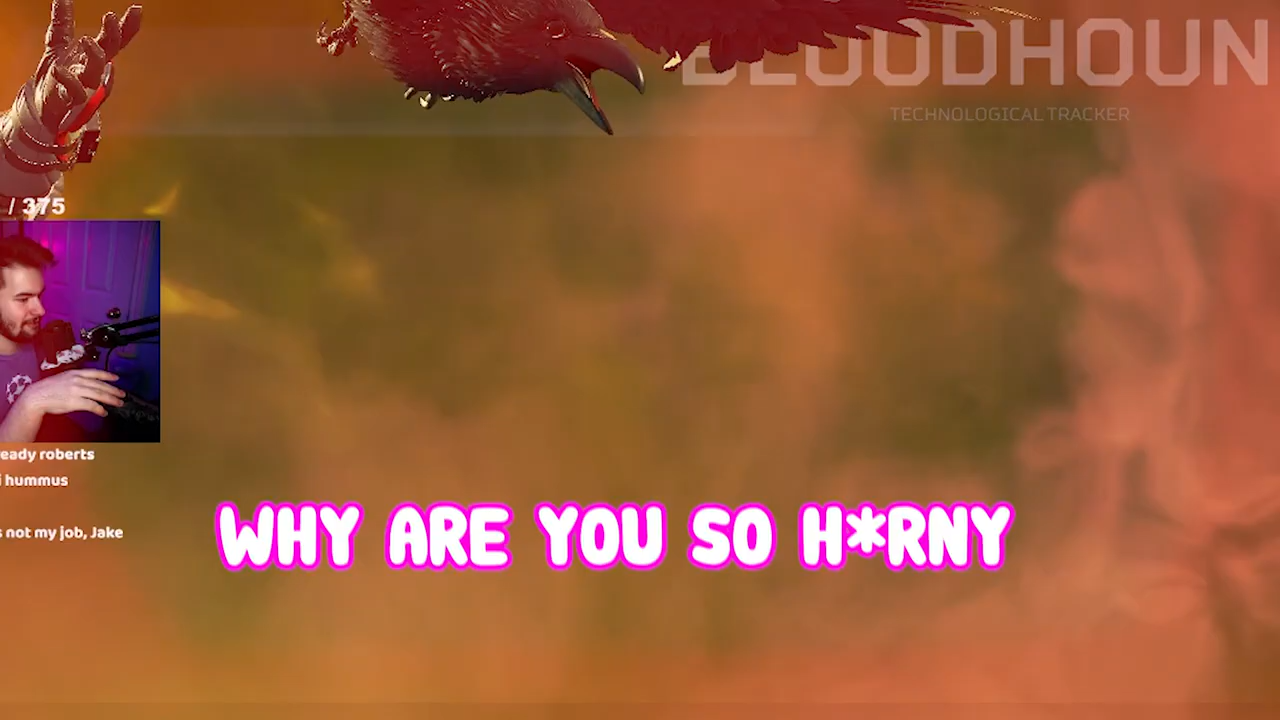 BLOODHOUN
TECHNOLOGICAL TRACKER
/ 375
eady roberts
hummus
not my job, Jake
WHY ARE YOU SO H*RNY